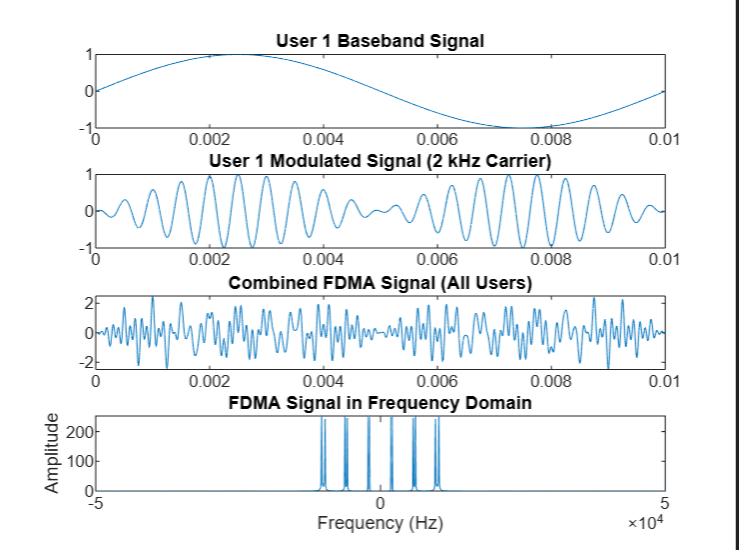 User 1 Baseband Signal
1
0
-1
0 0.002 0.004 0.006 0.008 0.01
User 1 Modulated Signal (2 kHz Carrier)
1
0
-1
0 0.002 0.004 0.006 0.008 0.01
Combined FDMA Signal (All Users)
2
0
-2
0 0.002 0.004 0.006 0.008 0.01
FDMA Signal in Frequency Domain
Amplitude
200
100
0
-5 0 5
Frequency (Hz) ×10⁴